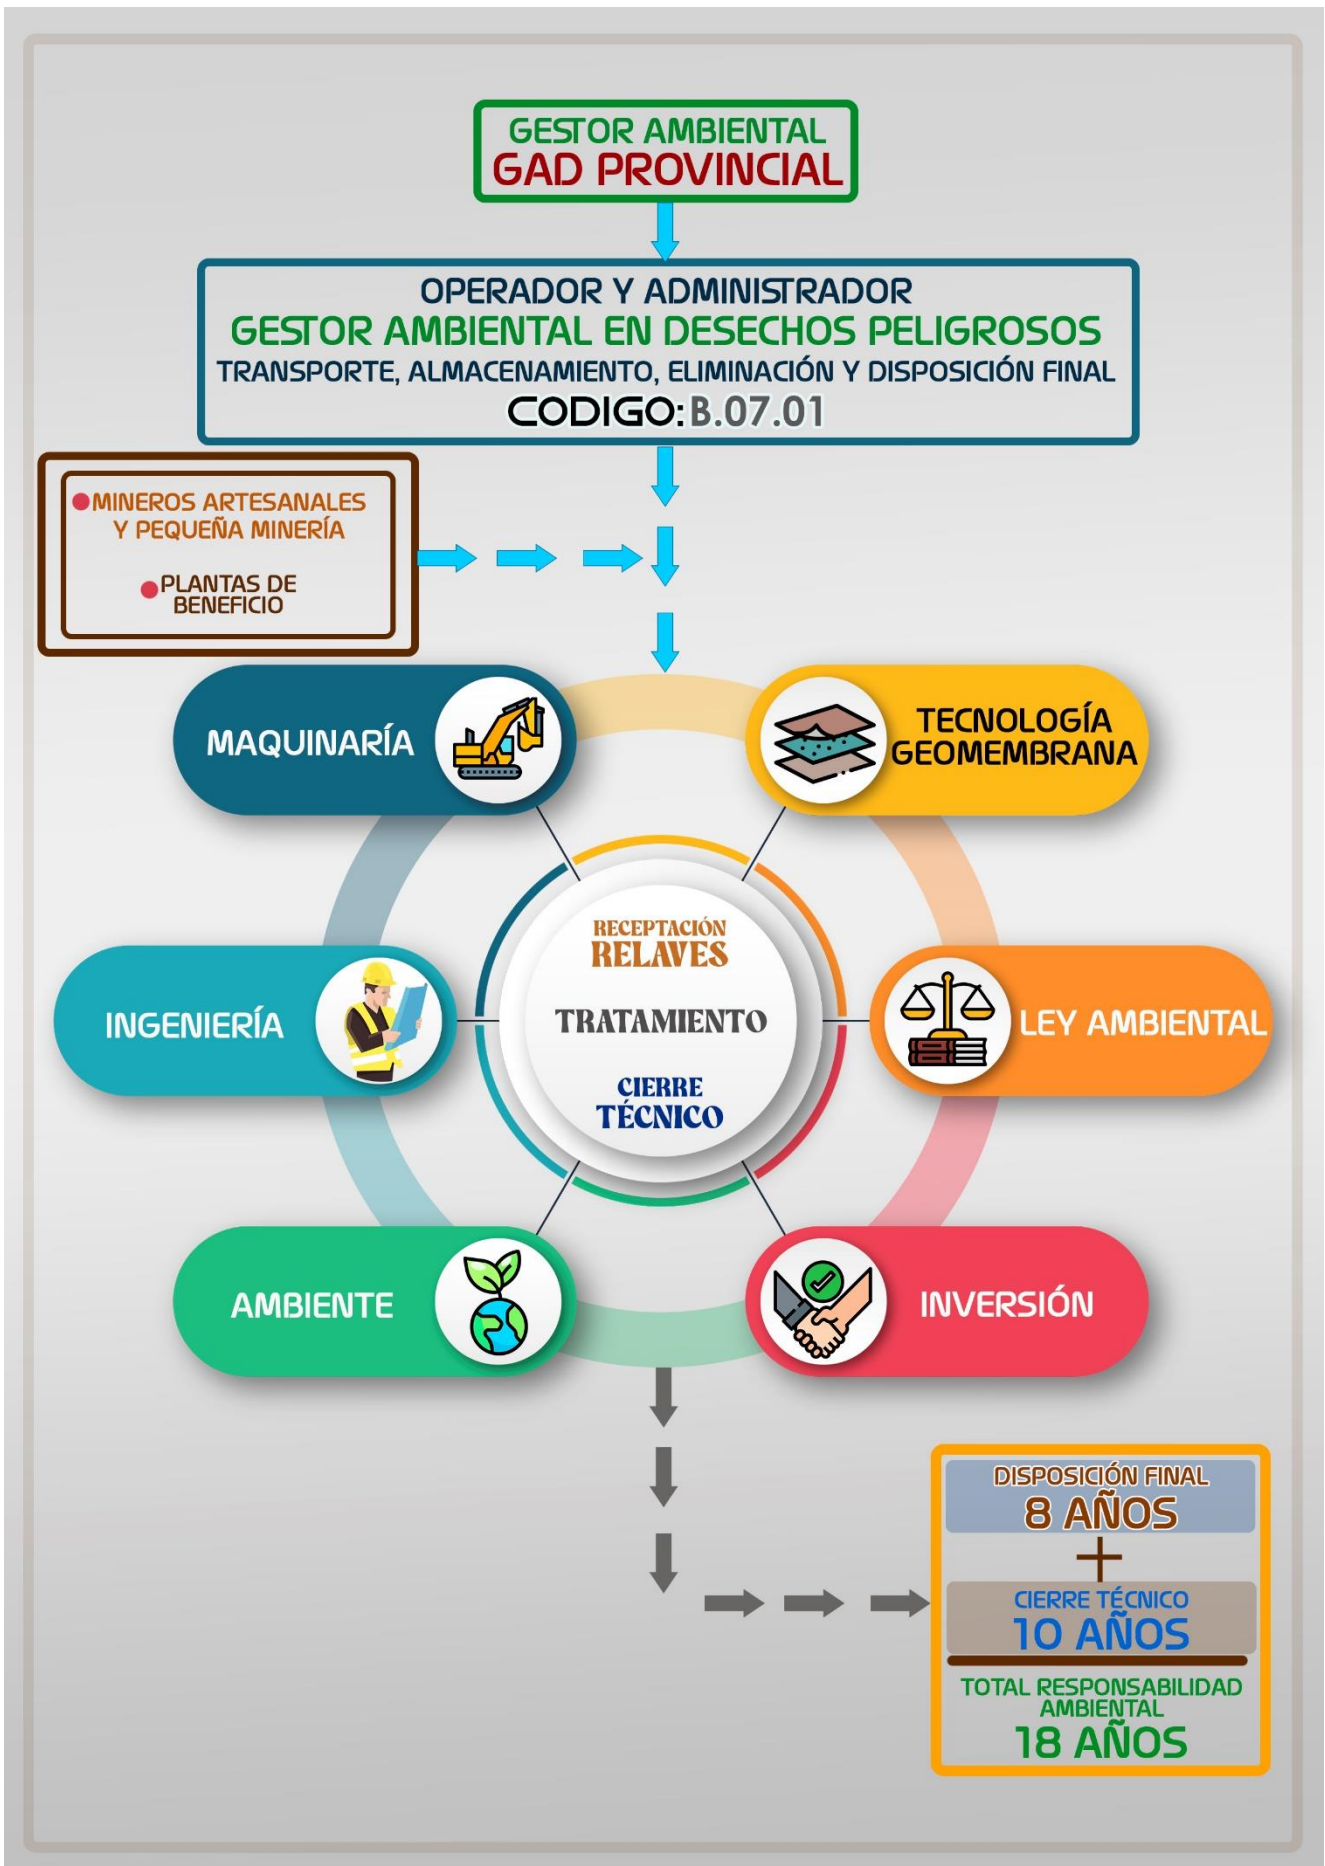 GESTOR AMBIENTAL
GAD PROVINCIAL
OPERADOR Y ADMINISTRADOR
GESTOR AMBIENTAL EN DESECHOS PELIGROSOS
TRANSPORTE, ALMACENAMIENTO, ELIMINACIÓN Y DISPOSICIÓN FINAL
CODIGO: B.07.01
MINEROS ARTESANALES
Y PEQUEÑA MINERÍA
PLANTAS DE
BENEFICIO
MAQUINARÍA
TECNOLOGÍA
GEOMEMBRANA
RECEPTACIÓN
RELAVES
TRATAMIENTO
CIERRE
TÉCNICO
INGENIERÍA
LEY AMBIENTAL
AMBIENTE
INVERSIÓN
DISPOSICIÓN FINAL
8 AÑOS
+
CIERRE TÉCNICO
10 AÑOS
TOTAL RESPONSABILIDAD
AMBIENTAL
18 AÑOS